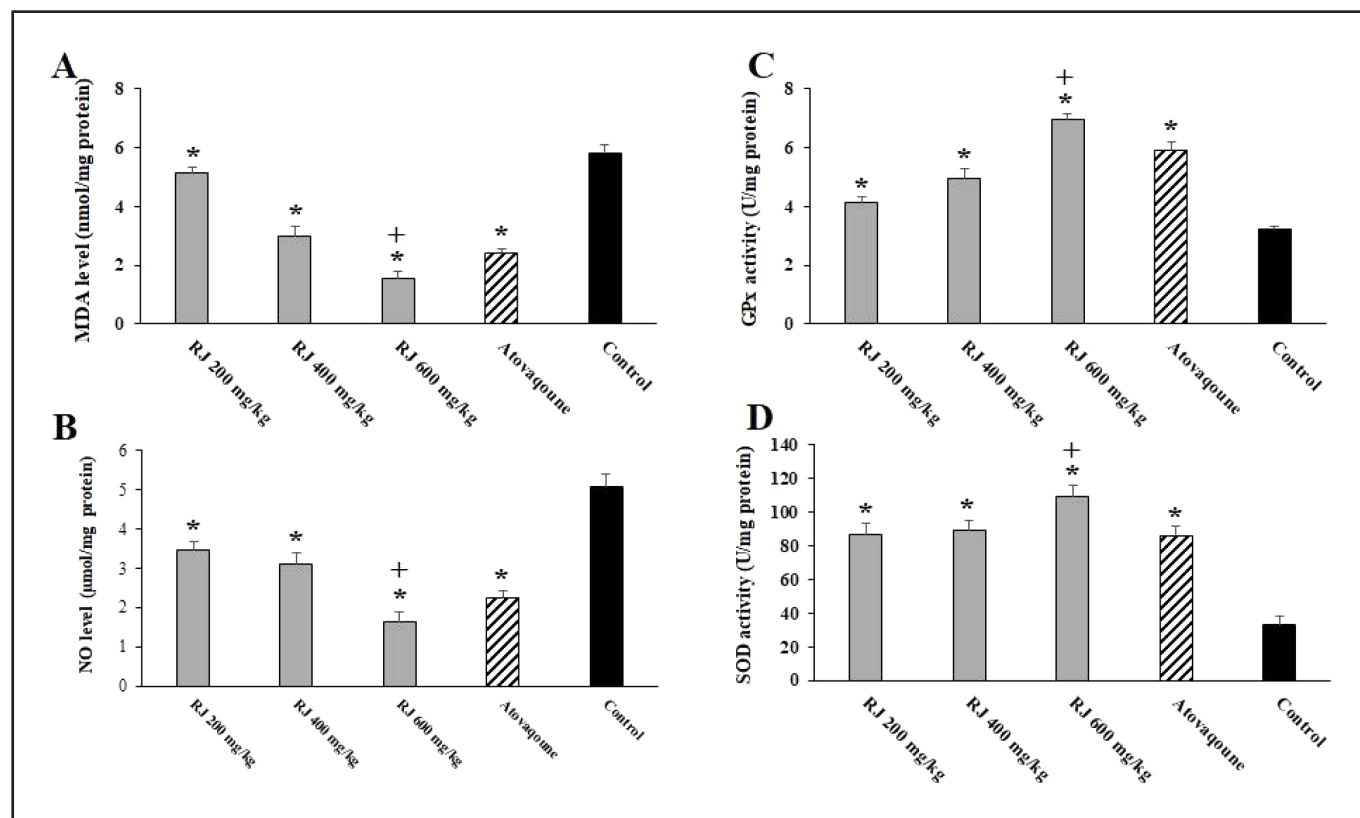 A
MDA level (nmol/mg protein)
8
6
4
2
0
*
*
+
*
*
RJ 200 mg/kg
RJ 400 mg/kg
RJ 600 mg/kg
Atovaqoune
Control
B
NO level (µmol/mg protein)
6
5
4
3
2
1
0
*
*
+
*
*
RJ 200 mg/kg
RJ 400 mg/kg
RJ 600 mg/kg
Atovaqoune
Control
C
GPx activity (U/mg protein)
8
6
4
2
0
*
*
+
*
*
RJ 200 mg/kg
RJ 400 mg/kg
RJ 600 mg/kg
Atovaqoune
Control
D
SOD activity (U/mg protein)
140
120
100
80
60
40
20
0
*
*
+
*
*
RJ 200 mg/kg
RJ 400 mg/kg
RJ 600 mg/kg
Atovaqoune
Control